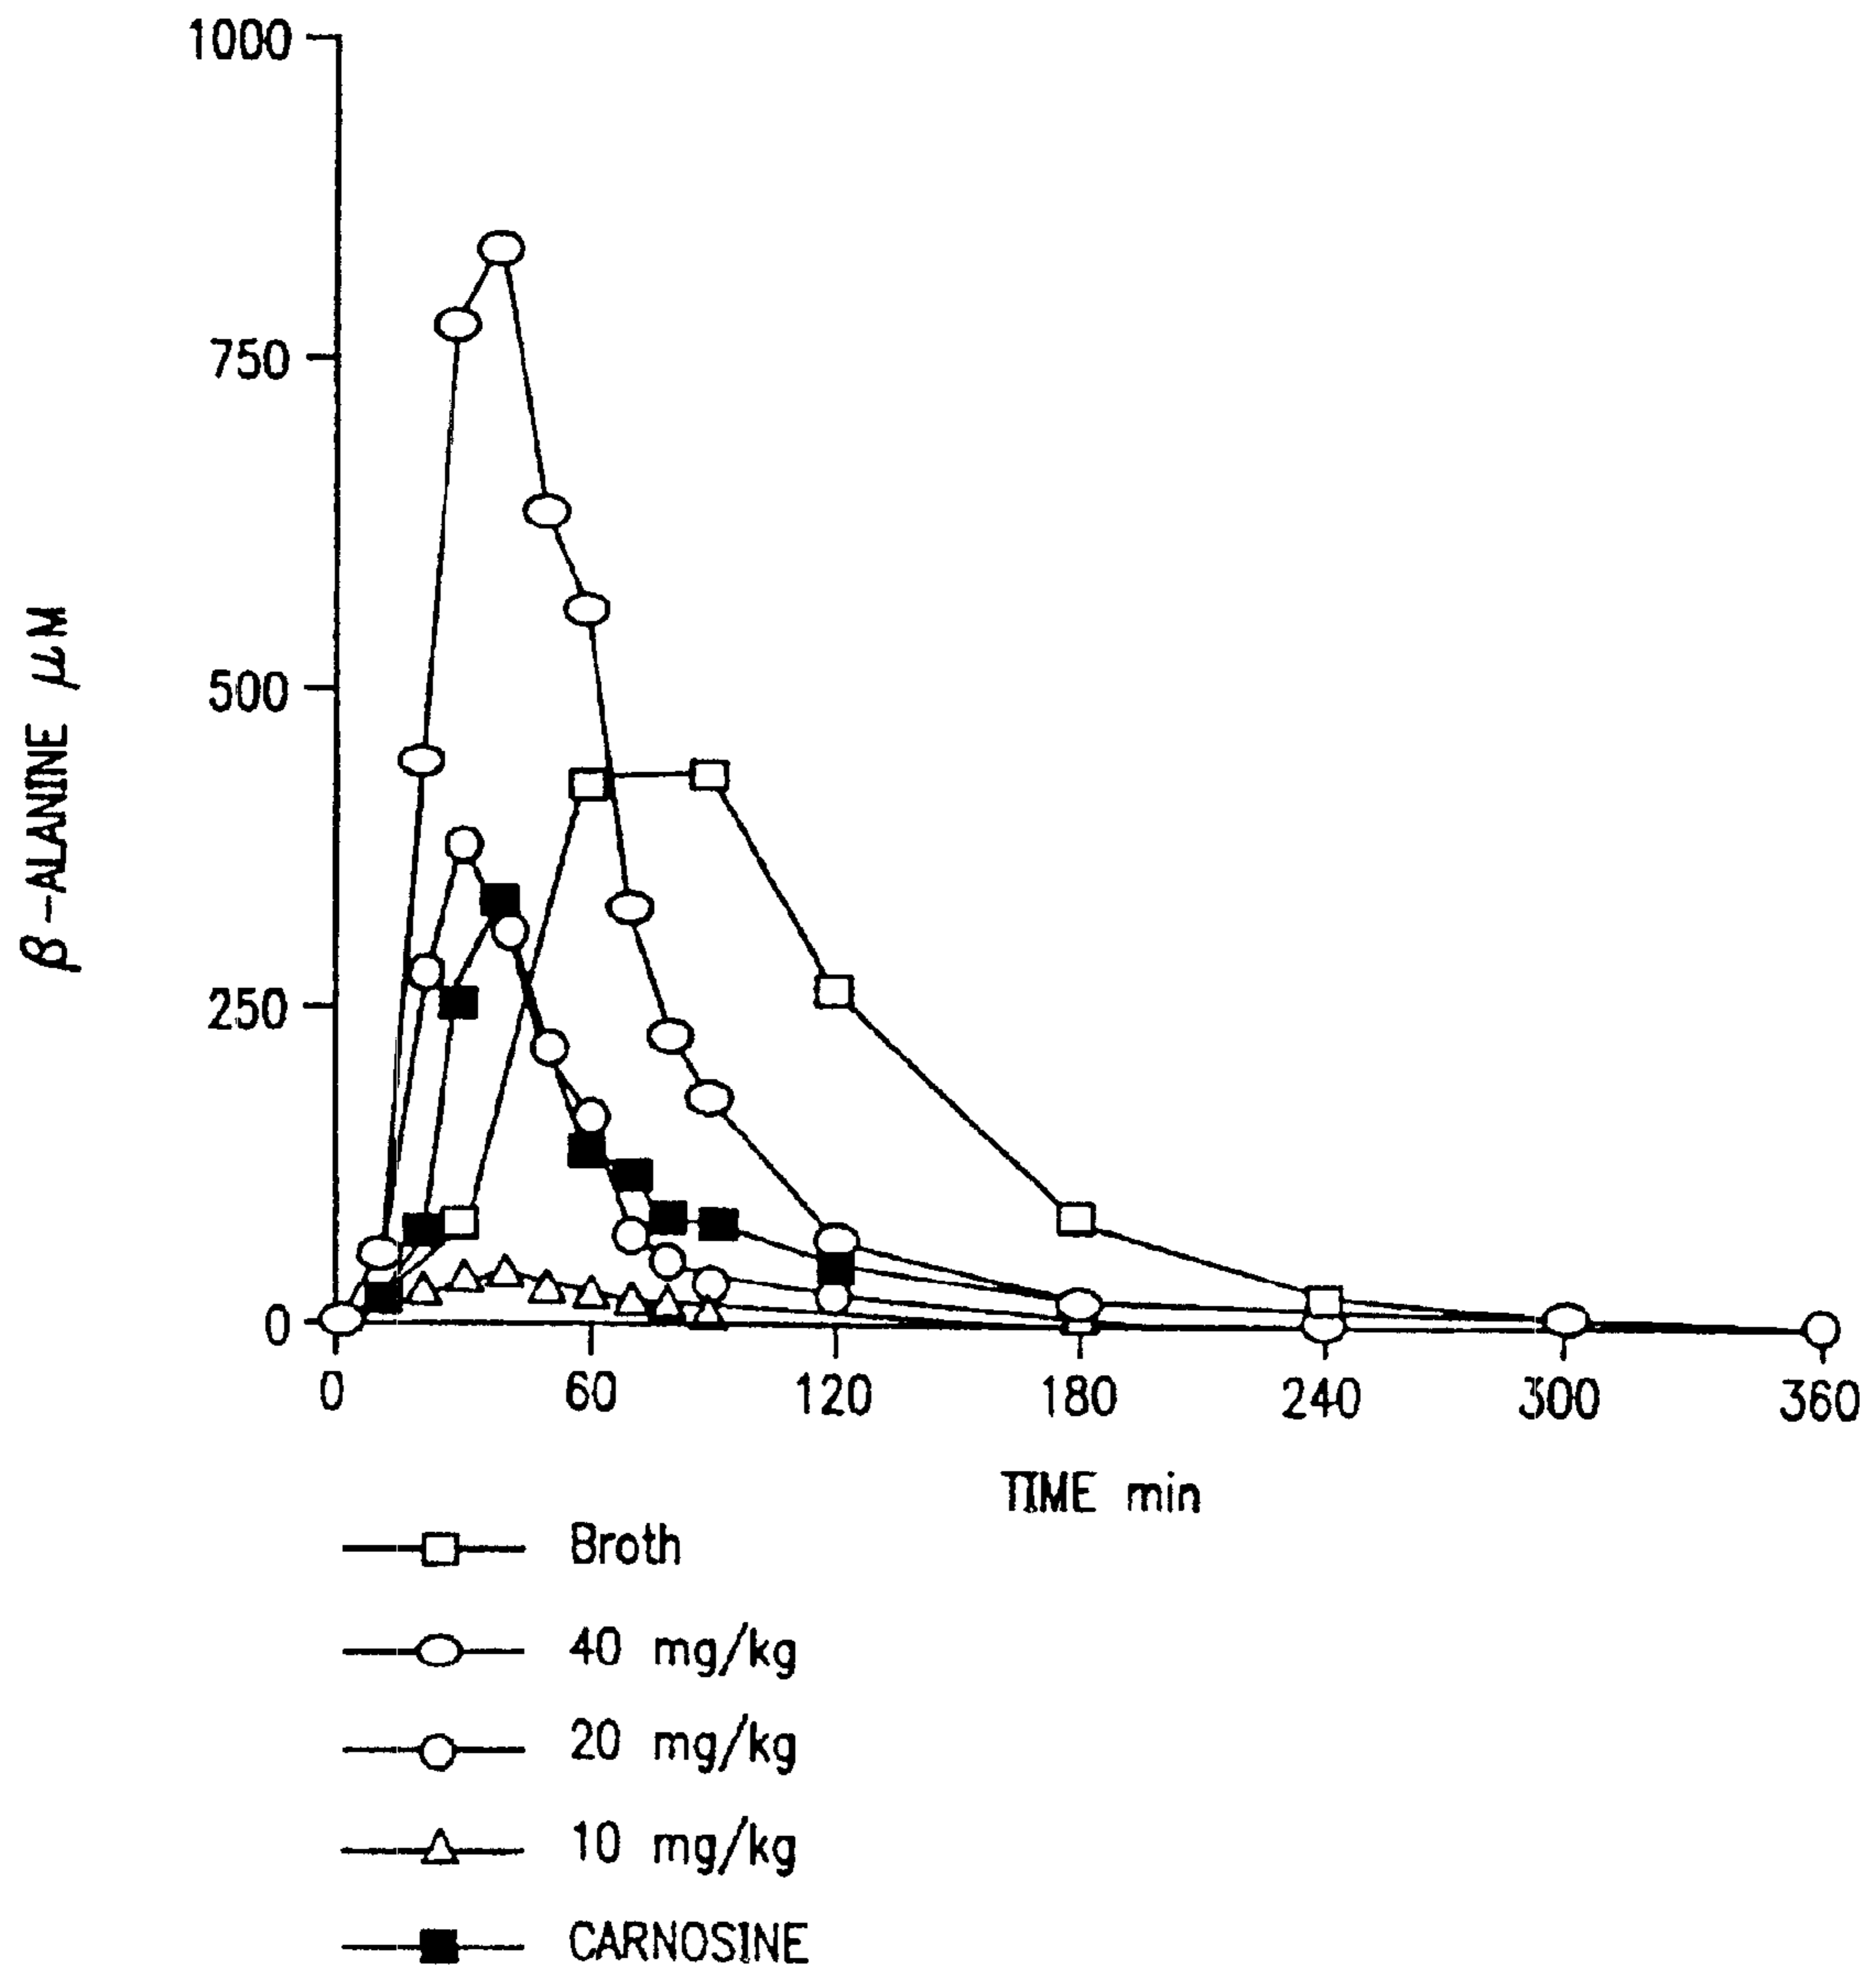 1000
750
500
250
0
β-ALANINE μM
0 60 120 180 240 300 360
TIME min
Broth
40 mg/kg
20 mg/kg
10 mg/kg
CARNOSINE